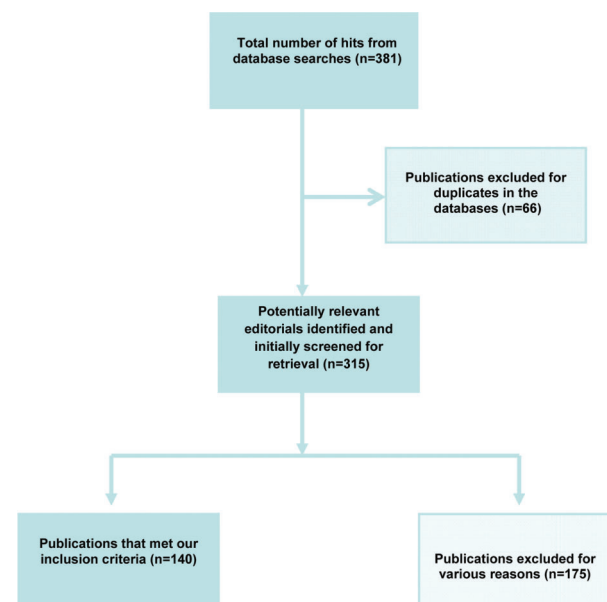 Total number of hits from
database searches (n=381)
Publications excluded for
duplicates in the
databases (n=66)
Potentially relevant
editorials identified and
initially screened for
retrieval (n=315)
Publications that met our
inclusion criteria (n=140)
Publications excluded for
various reasons (n=175)